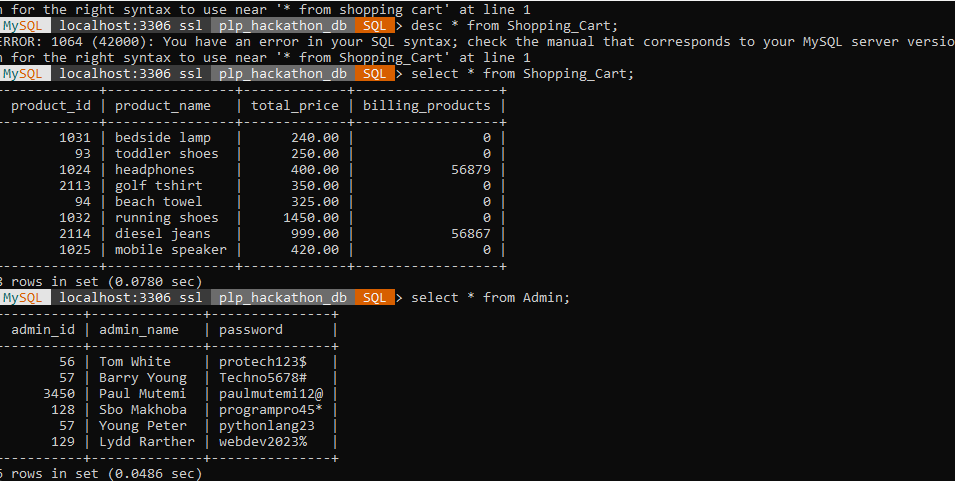 n for the right syntax to use near '* from shopping cart' at line 1
MySQL localhost:3306 ssl plp_hackathon_db SQL > desc * from Shopping_Cart;
ERROR: 1064 (42000): You have an error in your SQL syntax; check the manual that corresponds to your MySQL server versio
n for the right syntax to use near '* from Shopping_Cart' at line 1
MySQL localhost:3306 ssl plp_hackathon_db SQL > select * from Shopping_Cart;
-----------+----------------+-------------+------------------+
product_id | product_name | total_price | billing_products |
-----------+----------------+-------------+------------------+
1031 | bedside lamp | 240.00 | 0 |
93 | toddler shoes | 250.00 | 0 |
1024 | headphones | 400.00 | 56879 |
2113 | golf tshirt | 350.00 | 0 |
94 | beach towel | 325.00 | 0 |
1032 | running shoes | 1450.00 | 0 |
2114 | diesel jeans | 999.00 | 56867 |
1025 | mobile speaker | 420.00 | 0 |
-----------+----------------+-------------+------------------+
8 rows in set (0.0780 sec)
MySQL localhost:3306 ssl plp_hackathon_db SQL > select * from Admin;
---------+--------------+---------------+
admin_id | admin_name | password |
---------+--------------+---------------+
56 | Tom White | protech123$ |
57 | Barry Young | Techno5678# |
3450 | Paul Mutemi | paulmutemi12@ |
128 | Sbo Makhoba | programpro45* |
57 | Young Peter | pythonlang23 |
129 | Lydd Rarther | webdev2023% |
---------+--------------+---------------+
6 rows in set (0.0486 sec)